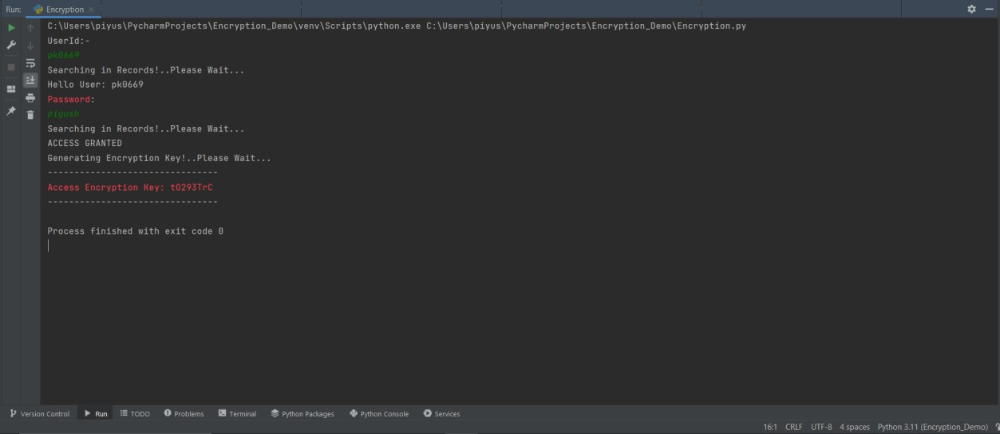 Run: Encryption
C:\Users\piyus\PycharmProjects\Encryption_Demo\venv\Scripts\python.exe C:\Users\piyus\PycharmProjects\Encryption_Demo\Encryption.py
UserId:-
pk0669
Searching in Records!..Please Wait...
Hello User: pk0669
Password:
piyush
Searching in Records!..Please Wait...
ACCESS GRANTED
Generating Encryption Key!..Please Wait...
--------------------------------
Access Encryption Key: tO293TrC
--------------------------------
Process finished with exit code 0
Version Control Run TODO Problems Terminal Python Packages Python Console Services
16:1 CRLF UTF-8 4 spaces Python 3.11 (Encryption_Demo)